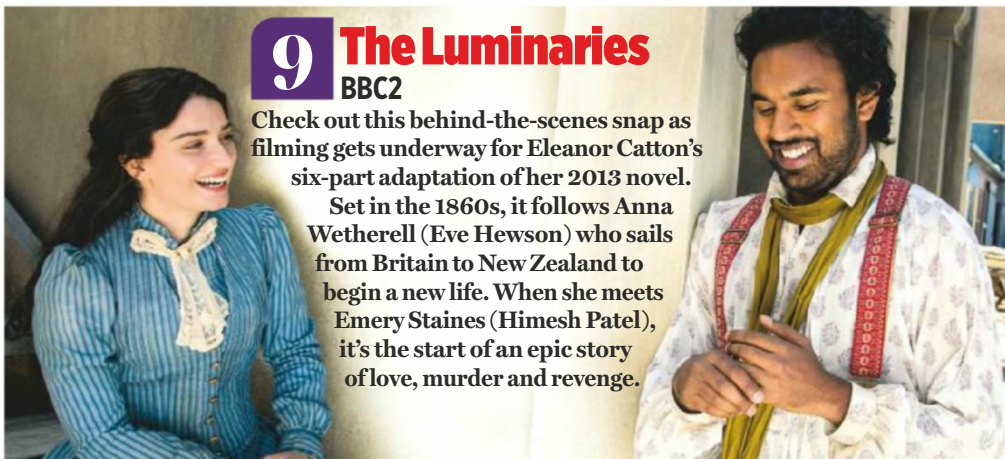 9
The Luminaries
BBC2
Check out this behind-the-scenes snap as
filming gets underway for Eleanor Catton’s
six-part adaptation of her 2013 novel.
Set in the 1860s, it follows Anna
Wetherell (Eve Hewson) who sails
from Britain to New Zealand to
begin a new life. When she meets
Emery Staines (Himesh Patel),
it’s the start of an epic story
of love, murder and revenge.